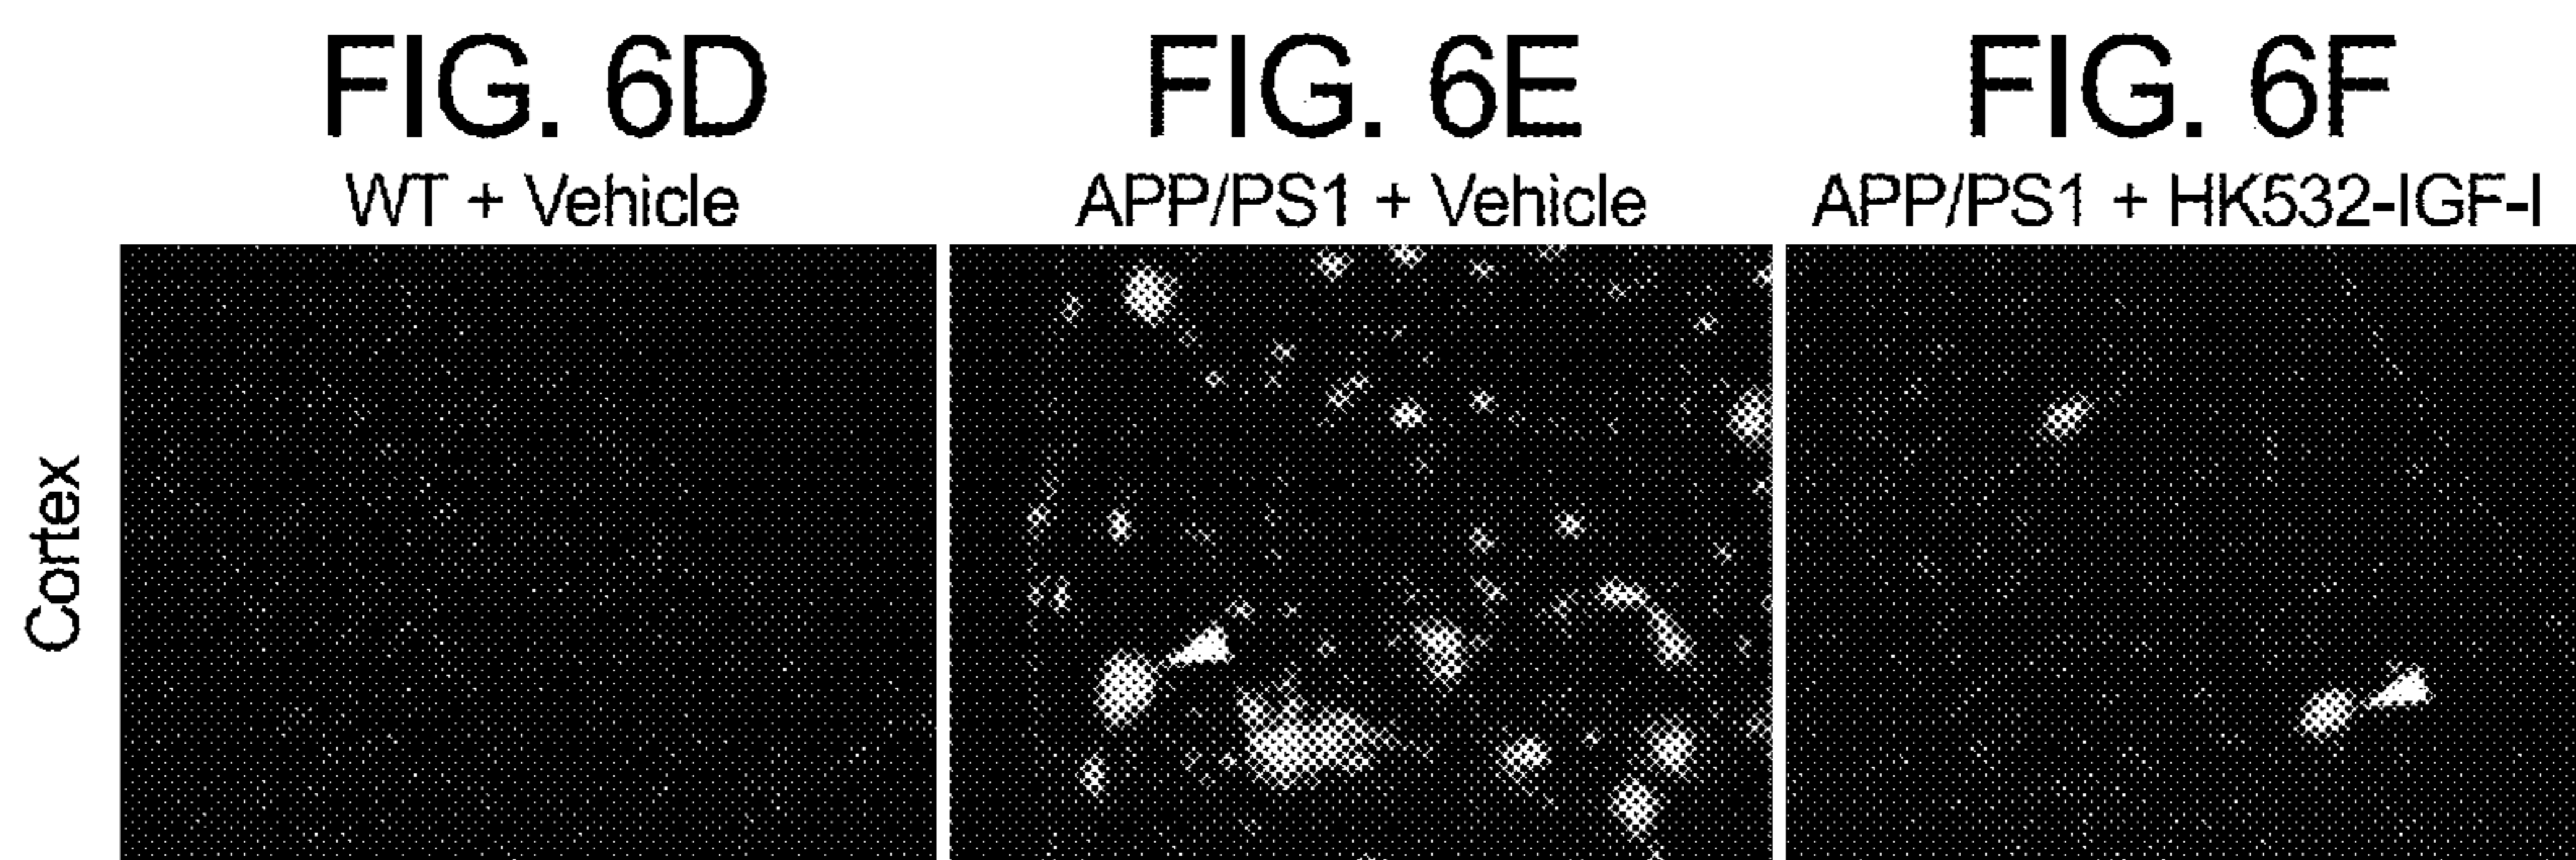 FIG. 6D
WT + Vehicle
FIG. 6E
APP/PS1 + Vehicle
FIG. 6F
APP/PS1 + HK532-IGF-I
Cortex